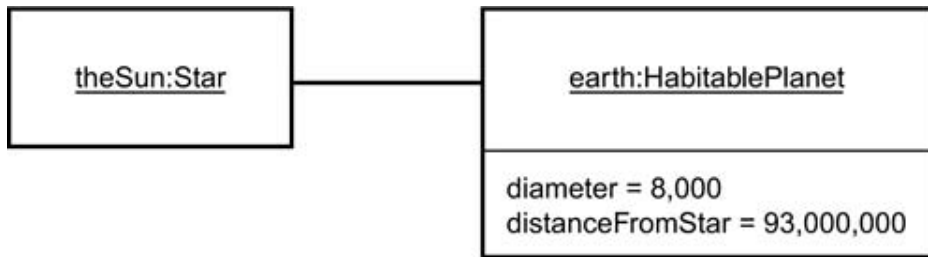 theSun:Star
earth:HabitablePlanet
diameter = 8,000
distanceFromStar = 93,000,000